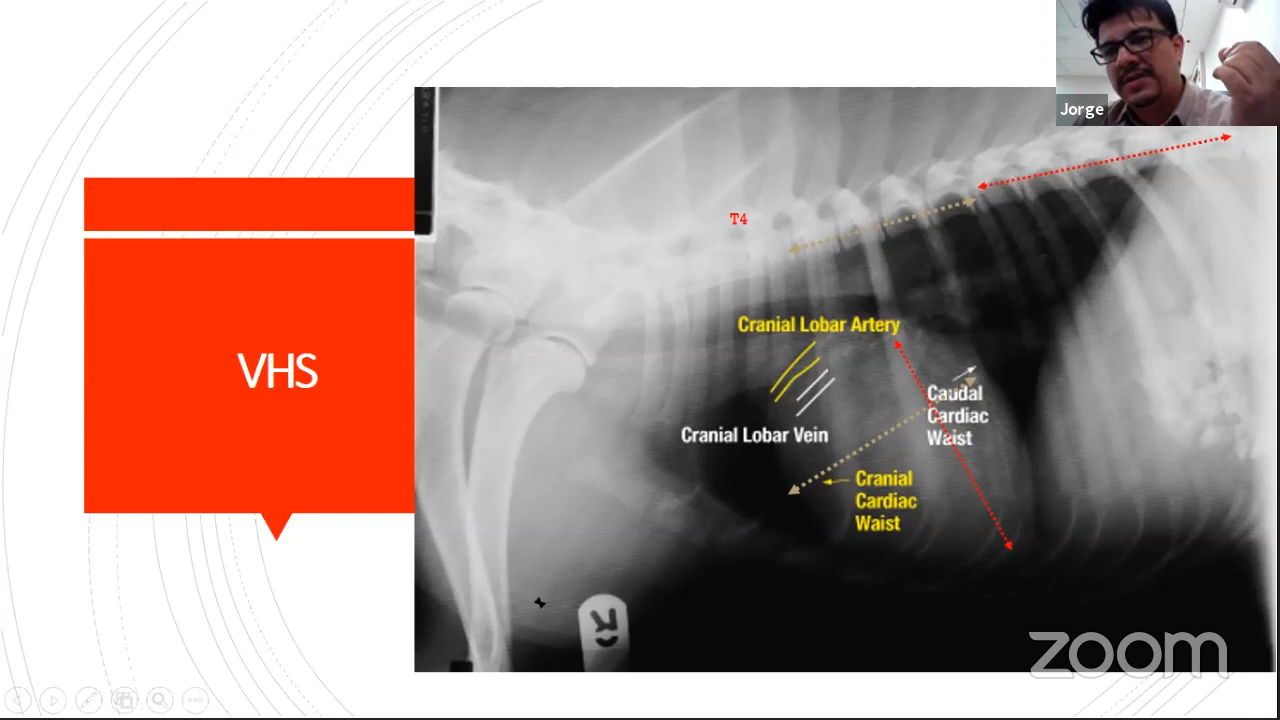 Jorge
T4
Cranial Lobar Artery
VHS
Caudal
Cardiac
Waist
Cranial Lobar Vein
Cranial
Cardiac
Waist
R
zoom